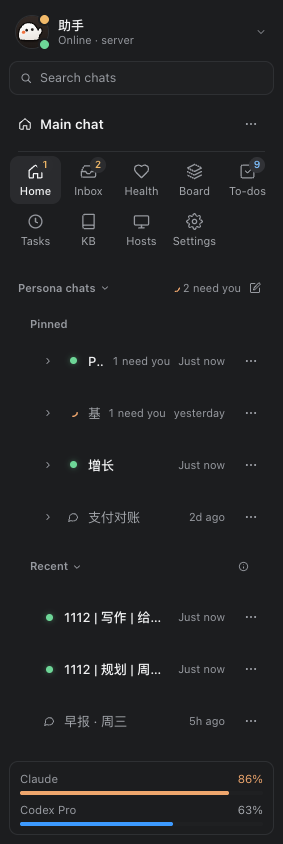 助手
Online · server
Search chats
Main chat
1 2 9
Home Inbox Health Board To-dos
Tasks KB Hosts Settings
Persona chats 2 need you
Pinned
P.. 1 need you Just now
基 1 need you yesterday
增长 Just now
支付对账 2d ago
Recent
1112 | 写作 | 给... Just now
1112 | 规划 | 周... Just now
早报 · 周三 5h ago
Claude 86%
Codex Pro 63%